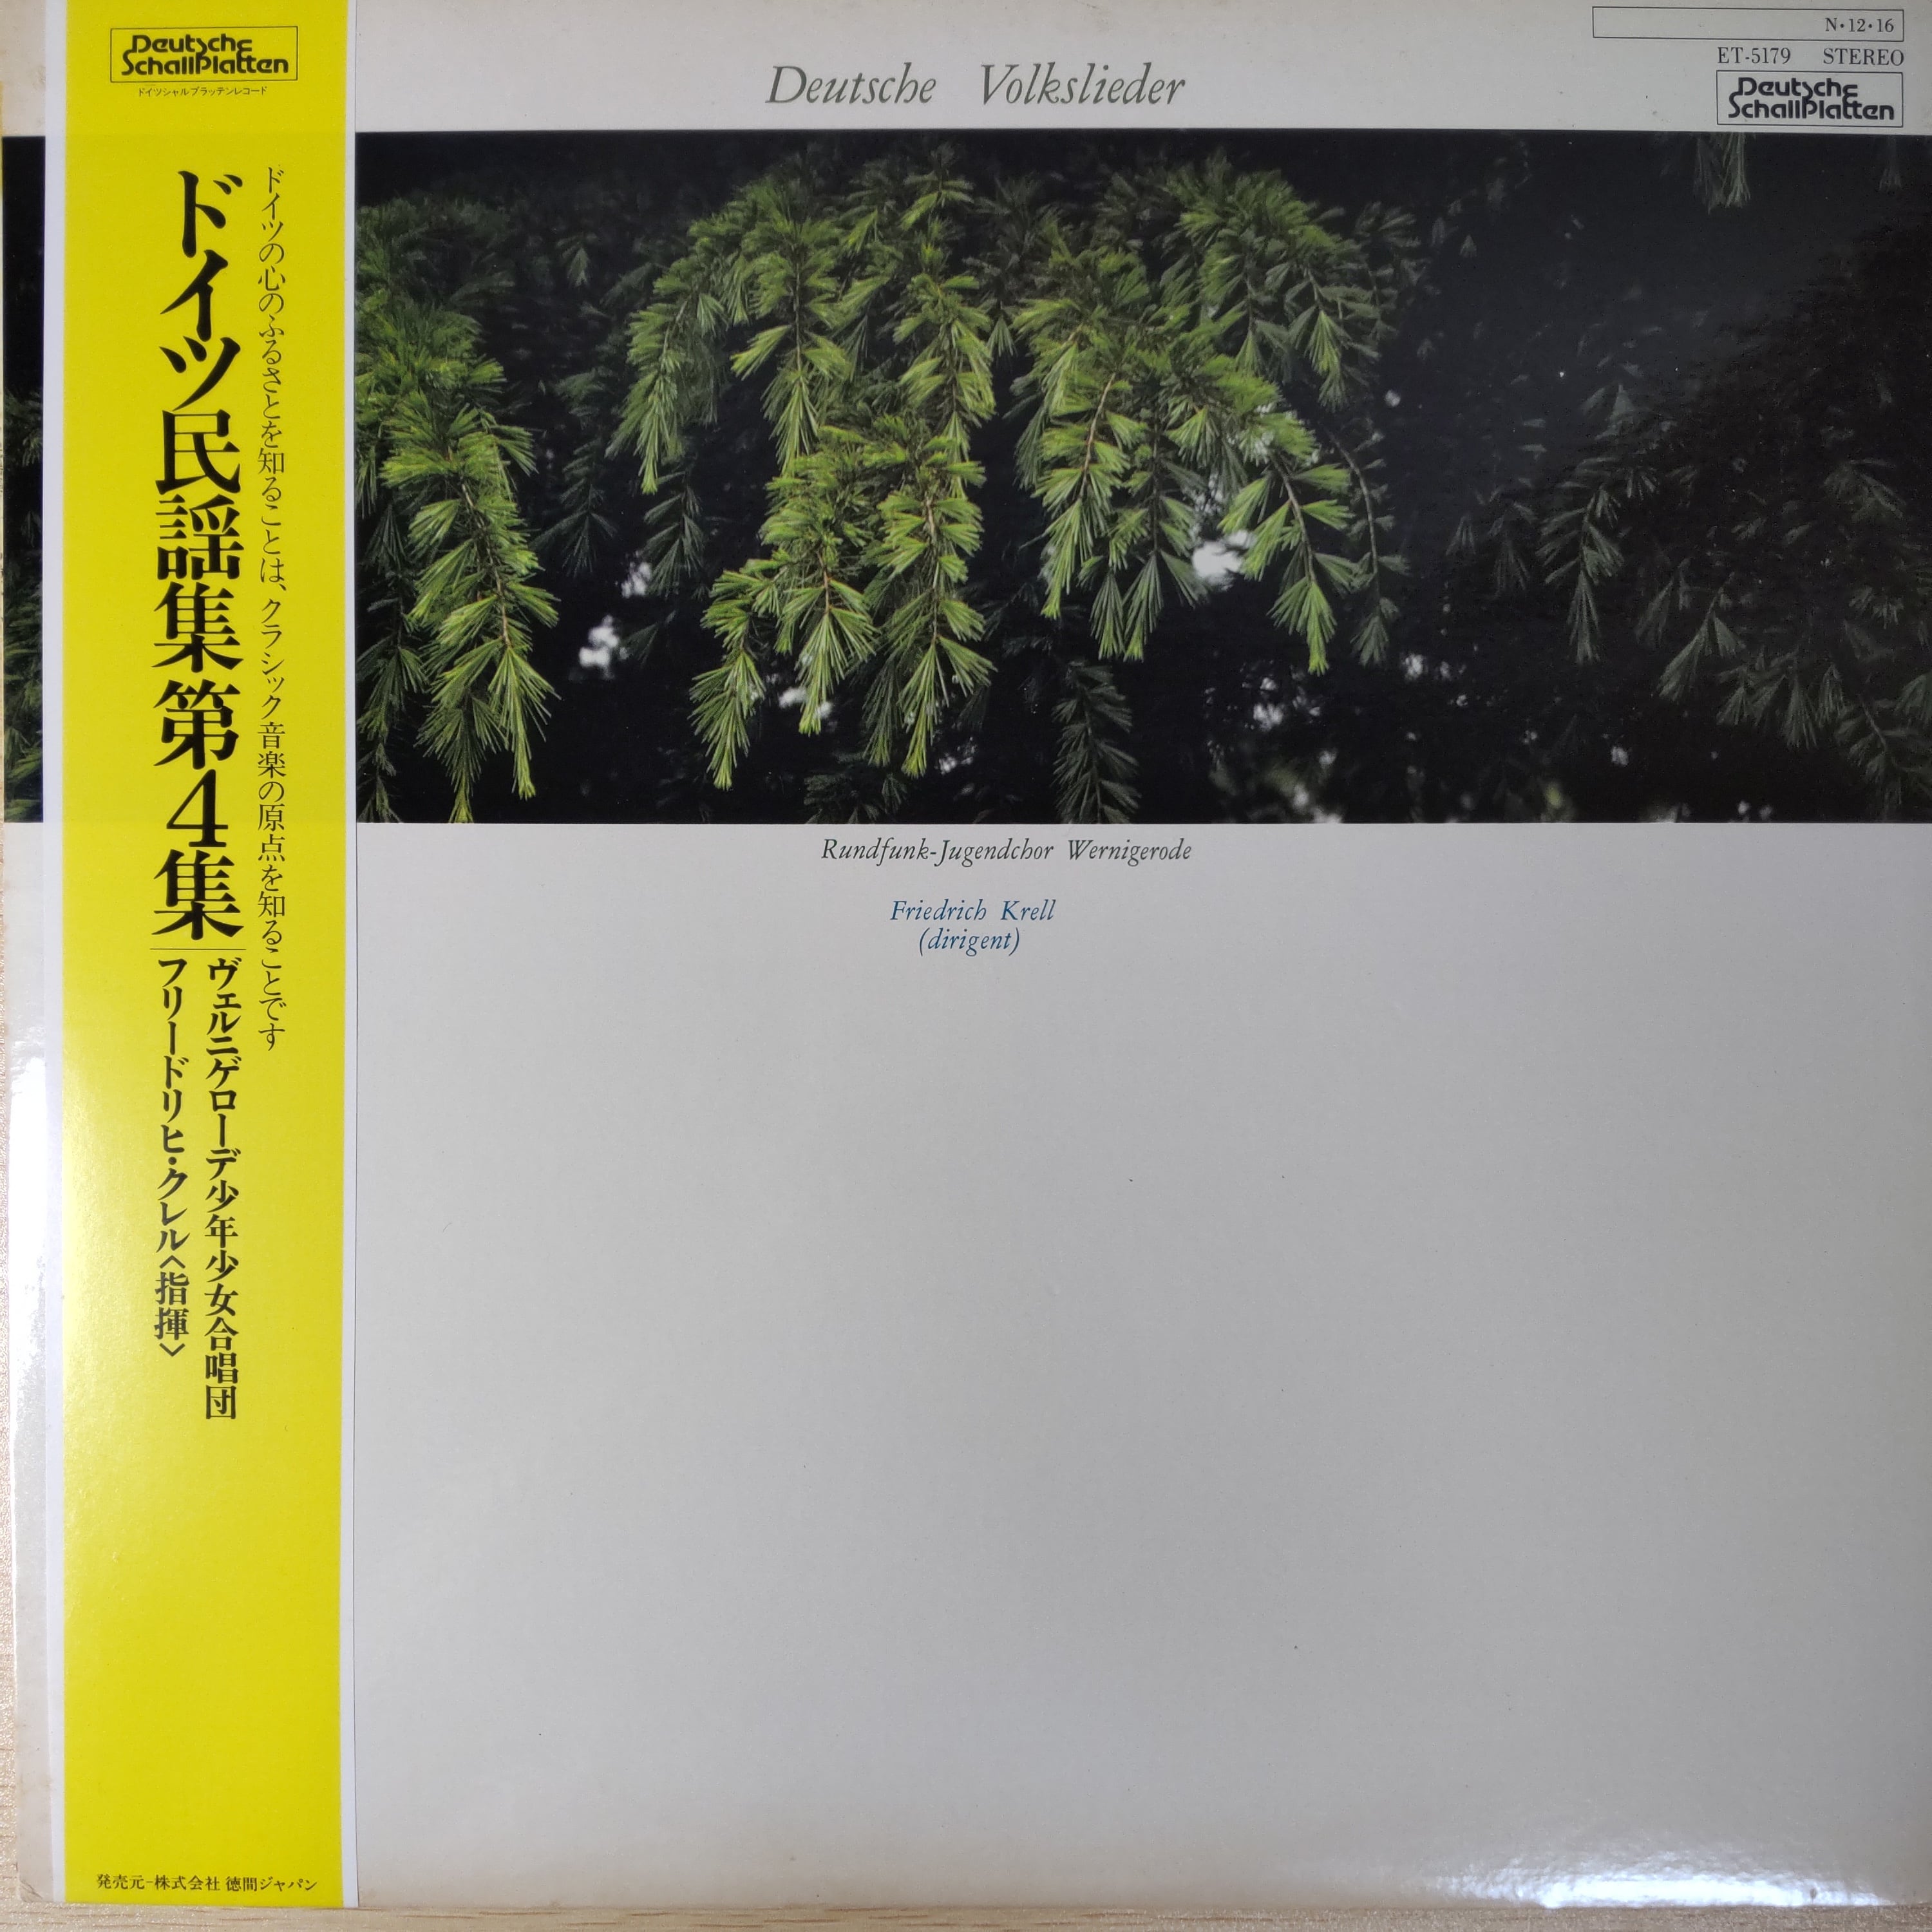 Deutsche
SchallPlatten
ドイツシャルプラッテンレコード
ドイツの心のふるさとを知ることは、クラシック音楽の原点を知ることです
ドイツ民謡集 第4集
ヴェルニゲローデ少年少女合唱団
フリードリヒ・クレル〈指揮〉
発売元-株式会社 徳間ジャパン
Deutsche Volkslieder
N・12・16
ET-5179 STEREO
Deutsche
SchallPlatten
Rundfunk-Jugendchor Wernigerode
Friedrich Krell
(dirigent)